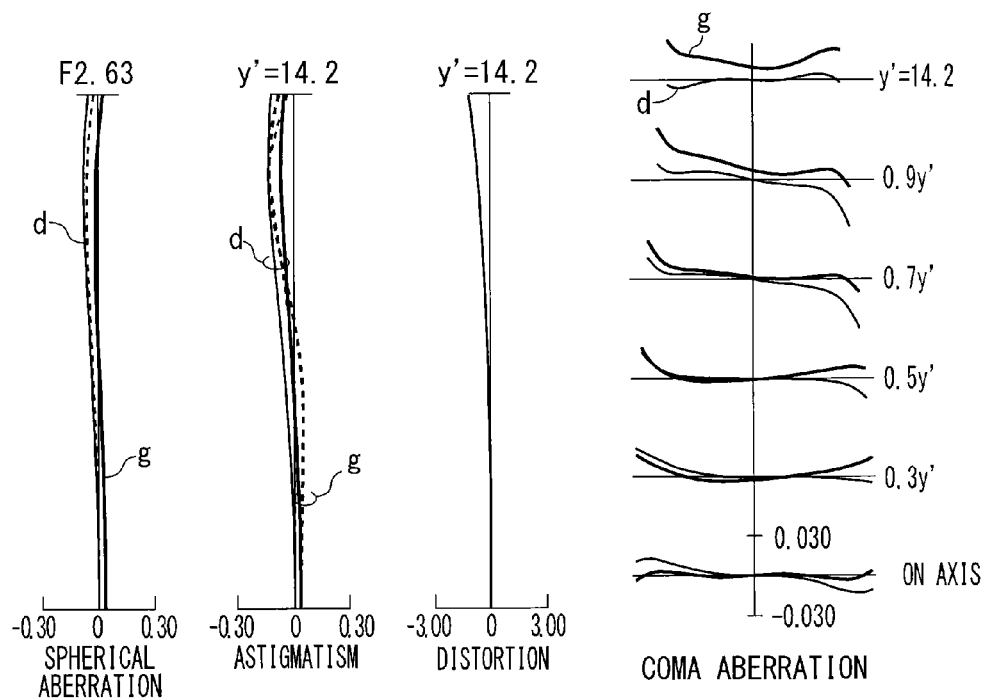 F2.63
d
g
-0.30 0 0.30
SPHERICAL
ABERRATION
y'=14.2
d
g
-0.30 0 0.30
ASTIGMATISM
y'=14.2
-3.00 0 3.00
DISTORTION
g
y'=14.2
d
0.9y'
0.7y'
0.5y'
0.3y'
0.030
ON AXIS
-0.030
COMA ABERRATION